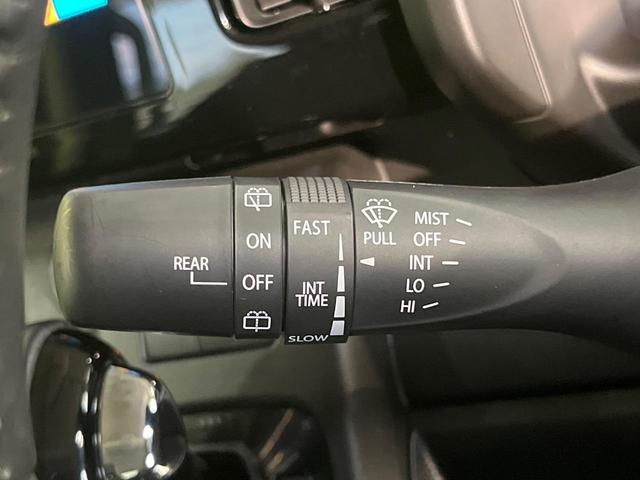 REAR
ON
OFF
FAST
INT
TIME
SLOW
PULL
MIST
OFF
INT
LO
HI